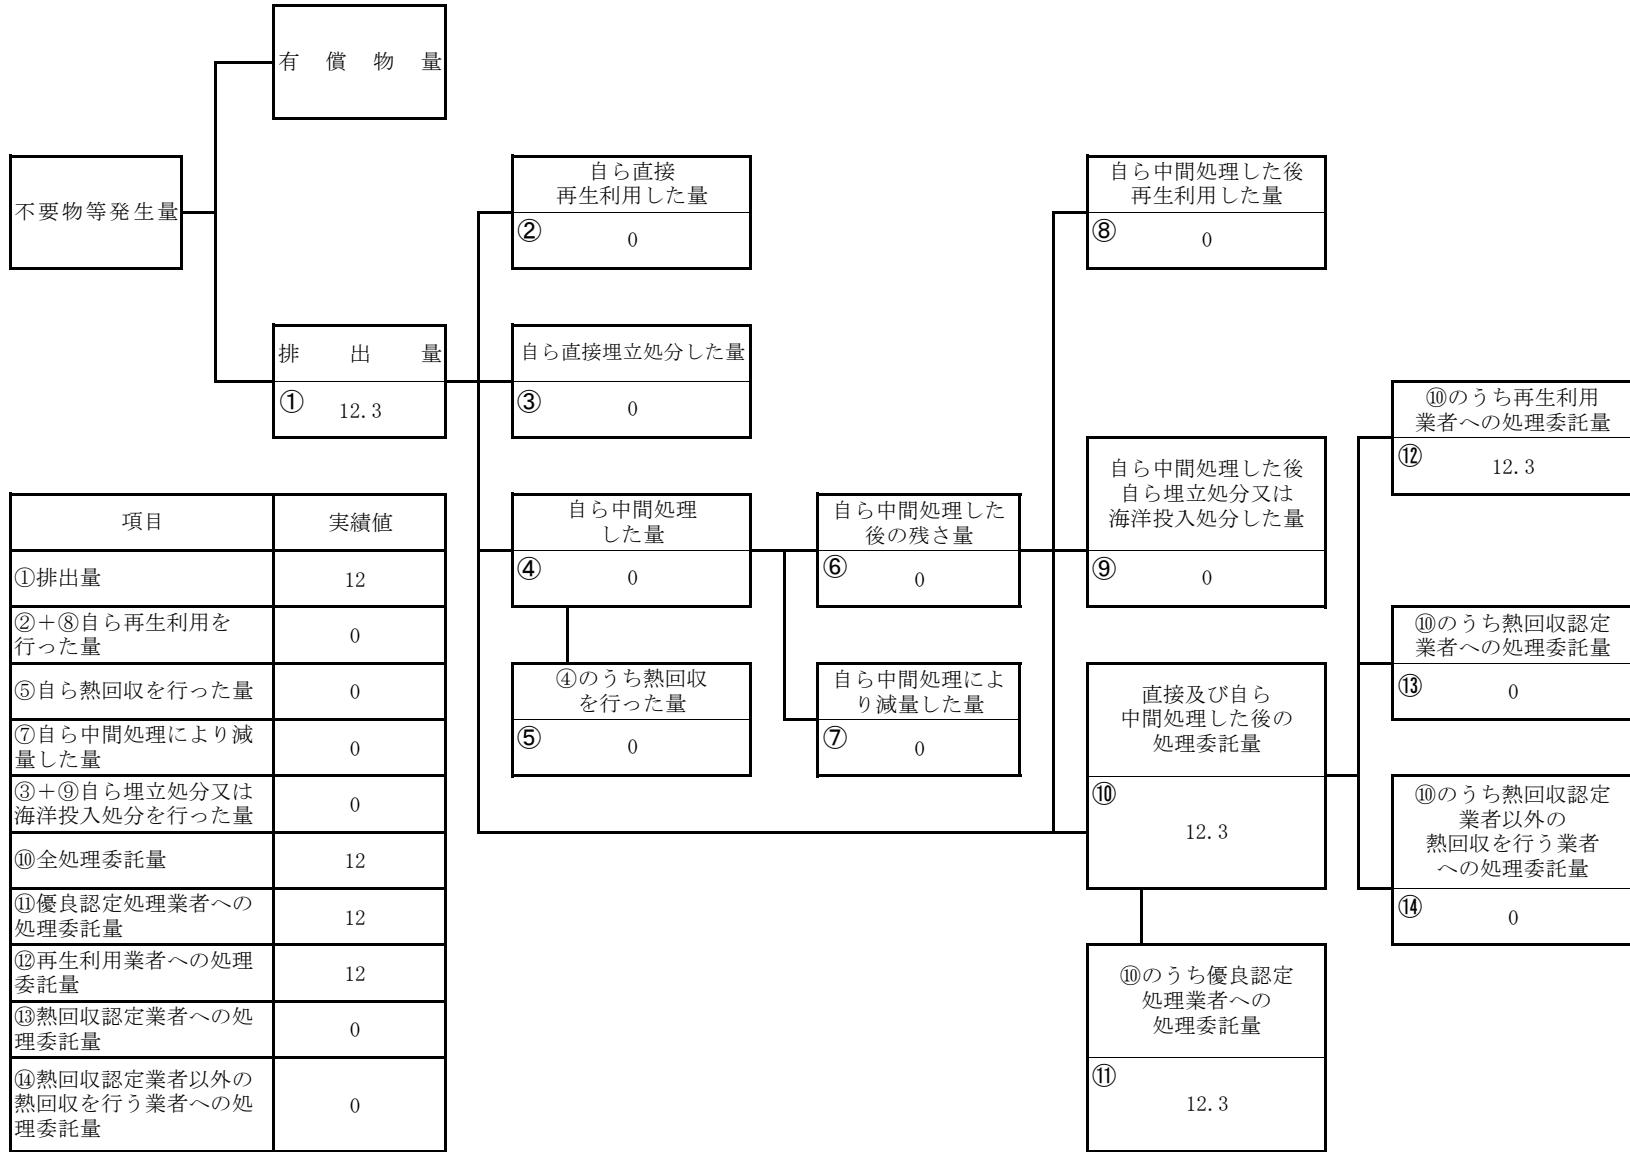 有償物量
不要物等発生量
排出量
① 12.3
自ら直接
再生利用した量
② 0
自ら直接埋立処分した量
③ 0
自ら中間処理
した量
④ 0
④のうち熱回収
を行った量
⑤ 0
自ら中間処理した
後の残さ量
⑥ 0
自ら中間処理によ
り減量した量
⑦ 0
自ら中間処理した後
再生利用した量
⑧ 0
自ら中間処理した後
自ら埋立処分又は
海洋投入処分した量
⑨ 0
直接及び自ら
中間処理した後の
処理委託量
⑩
12.3
⑩のうち優良認定
処理業者への
処理委託量
⑪
12.3
⑩のうち再生利用
業者への処理委託量
⑫ 12.3
⑩のうち熱回収認定
業者への処理委託量
⑬ 0
⑩のうち熱回収認定
業者以外の
熱回収を行う業者
への処理委託量
⑭ 0
項目 実績値
①排出量 12
②+⑧自ら再生利用を
行った量 0
⑤自ら熱回収を行った量 0
⑦自ら中間処理により減
量した量 0
③+⑨自ら埋立処分又は
海洋投入処分を行った量 0
⑩全処理委託量 12
⑪優良認定処理業者への
処理委託量 12
⑫再生利用業者への処理
委託量 12
⑬熱回収認定業者への処
理委託量 0
⑭熱回収認定業者以外の
熱回収を行う業者への処
理委託量 0